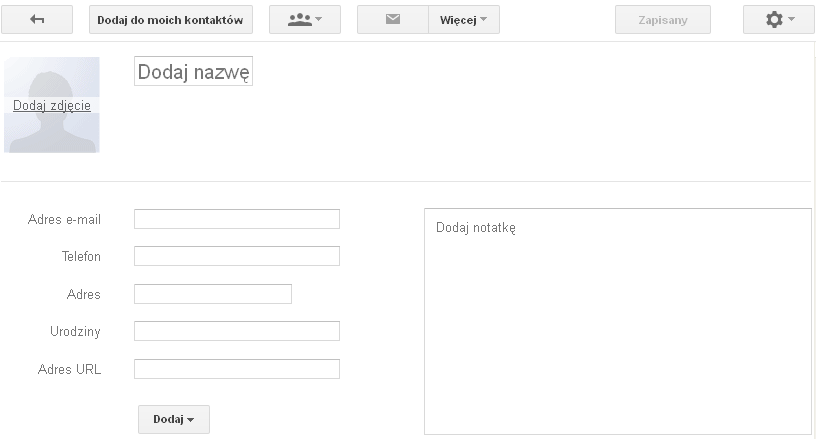 Dodaj do moich kontaktów
Więcej
Zapisany
Dodaj zdjęcie
Dodaj nazwę
Adres e-mail
Telefon
Adres
Urodziny
Adres URL
Dodaj
Dodaj notatkę